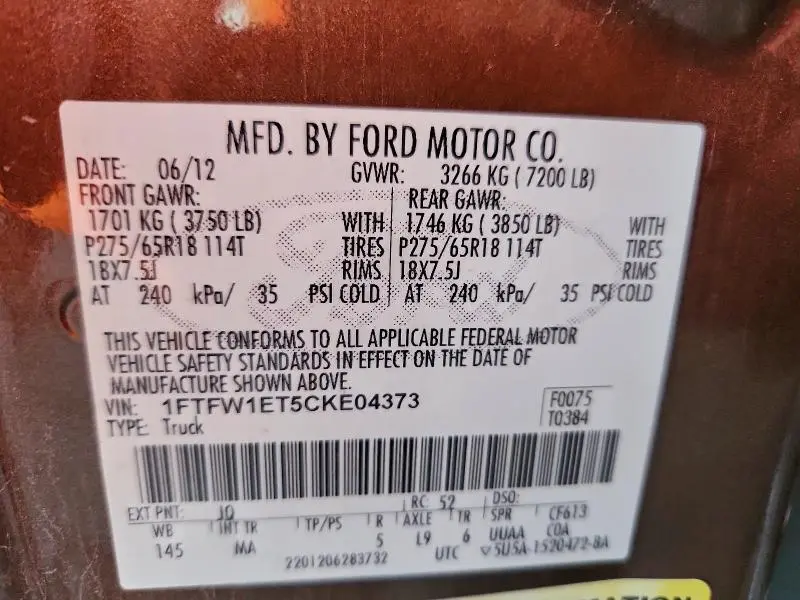 MFD. BY FORD MOTOR CO.
DATE: 06/12 GVWR: 3266 KG ( 7200 LB)
FRONT GAWR: REAR GAWR:
1701 KG ( 3750 LB) WITH 1746 KG ( 3850 LB) WITH
P275/65R18 114T TIRES P275/65R18 114T TIRES
18X7.5J RIMS 18X7.5J RIMS
AT 240 kPa/ 35 PSI COLD AT 240 kPa/ 35 PSI COLD
THIS VEHICLE CONFORMS TO ALL APPLICABLE FEDERAL MOTOR
VEHICLE SAFETY STANDARDS IN EFFECT ON THE DATE OF
MANUFACTURE SHOWN ABOVE.
VIN: 1FTFW1ET5CKE04373 F0075
TYPE: Truck T0384
EXT PNT: JQ RC: 52 DSO:
WB INT TR TP/PS R AXLE TR SPR CF613
145 MA 5 L9 6 UUAA COA
2201206283732 UTC 5U5A-1520472-BA